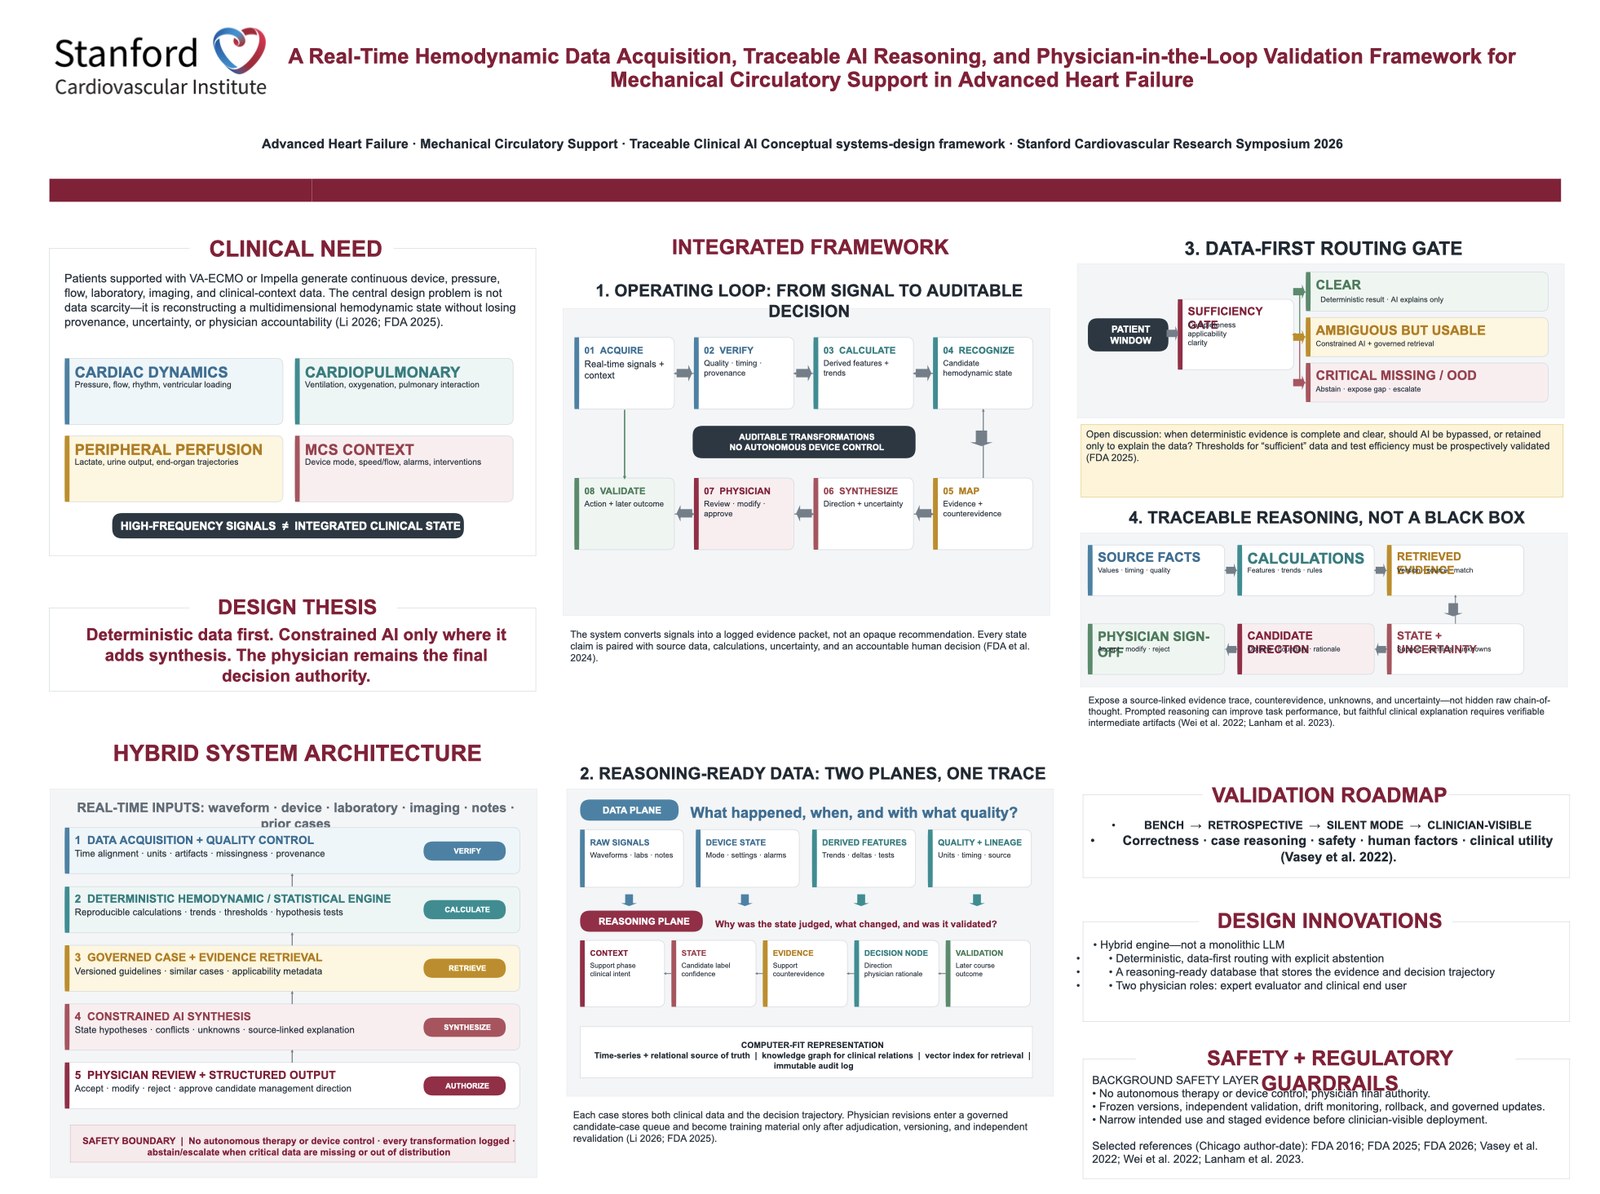 Stanford
Cardiovascular Institute
A Real-Time Hemodynamic Data Acquisition, Traceable AI Reasoning, and Physician-in-the-Loop Validation Framework for
Mechanical Circulatory Support in Advanced Heart Failure
Advanced Heart Failure · Mechanical Circulatory Support · Traceable Clinical AI Conceptual systems-design framework · Stanford Cardiovascular Research Symposium 2026
CLINICAL NEED
Patients supported with VA-ECMO or Impella generate continuous device, pressure,
flow, laboratory, imaging, and clinical-context data. The central design problem is not
data scarcity—it is reconstructing a multidimensional hemodynamic state without losing
provenance, uncertainty, or physician accountability (Li 2026; FDA 2025).
CARDIAC DYNAMICS
Pressure, flow, rhythm, ventricular loading
CARDIOPULMONARY
Ventilation, oxygenation, pulmonary interaction
PERIPHERAL PERFUSION
Lactate, urine output, end-organ trajectories
MCS CONTEXT
Device mode, speed/flow, alarms, interventions
HIGH-FREQUENCY SIGNALS ≠ INTEGRATED CLINICAL STATE
DESIGN THESIS
Deterministic data first. Constrained AI only where it
adds synthesis. The physician remains the final
decision authority.
HYBRID SYSTEM ARCHITECTURE
REAL-TIME INPUTS: waveform · device · laboratory · imaging · notes ·
prior cases
1 DATA ACQUISITION + QUALITY CONTROL
Time alignment · units · artifacts · missingness · provenance
VERIFY
2 DETERMINISTIC HEMODYNAMIC / STATISTICAL ENGINE
Reproducible calculations · trends · thresholds · hypothesis tests
CALCULATE
3 GOVERNED CASE + EVIDENCE RETRIEVAL
Versioned guidelines · similar cases · applicability metadata
RETRIEVE
4 CONSTRAINED AI SYNTHESIS
State hypotheses · conflicts · unknowns · source-linked explanation
SYNTHESIZE
5 PHYSICIAN REVIEW + STRUCTURED OUTPUT
Accept · modify · reject · approve candidate management direction
AUTHORIZE
SAFETY BOUNDARY | No autonomous therapy or device control · every transformation logged ·
abstain/escalate when critical data are missing or out of distribution
INTEGRATED FRAMEWORK
1. OPERATING LOOP: FROM SIGNAL TO AUDITABLE
DECISION
01 ACQUIRE
Real-time signals +
context
02 VERIFY
Quality · timing ·
provenance
03 CALCULATE
Derived features +
trends
04 RECOGNIZE
Candidate
hemodynamic state
AUDITABLE TRANSFORMATIONS
NO AUTONOMOUS DEVICE CONTROL
08 VALIDATE
Action + later outcome
07 PHYSICIAN
Review · modify ·
approve
06 SYNTHESIZE
Direction + uncertainty
05 MAP
Evidence +
counterevidence
The system converts signals into a logged evidence packet, not an opaque recommendation. Every state
claim is paired with source data, calculations, uncertainty, and an accountable human decision (FDA et al.
2024).
2. REASONING-READY DATA: TWO PLANES, ONE TRACE
DATA PLANE
What happened, when, and with what quality?
RAW SIGNALS
Waveforms · labs · notes
DEVICE STATE
Mode · settings · alarms
DERIVED FEATURES
Trends · deltas · tests
QUALITY + LINEAGE
Units · timing · source
REASONING PLANE
Why was the state judged, what changed, and was it validated?
CONTEXT
Support phase
clinical intent
STATE
Candidate label
confidence
EVIDENCE
Support
counterevidence
DECISION NODE
Direction
physician rationale
VALIDATION
Later course
outcome
COMPUTER-FIT REPRESENTATION
Time-series + relational source of truth | knowledge graph for clinical relations | vector index for retrieval |
immutable audit log
Each case stores both clinical data and the decision trajectory. Physician revisions enter a governed
candidate-case queue and become training material only after adjudication, versioning, and independent
revalidation (Li 2026; FDA 2025).
3. DATA-FIRST ROUTING GATE
PATIENT
WINDOW
SUFFICIENCY
GATE
applicability
clarity
CLEAR
Deterministic result · AI explains only
AMBIGUOUS BUT USABLE
Constrained AI + governed retrieval
CRITICAL MISSING / OOD
Abstain · expose gap · escalate
Open discussion: when deterministic evidence is complete and clear, should AI be bypassed, or retained
only to explain the data? Thresholds for “sufficient” data and test efficiency must be prospectively validated
(FDA 2025).
4. TRACEABLE REASONING, NOT A BLACK BOX
SOURCE FACTS
Values · timing · quality
CALCULATIONS
Features · trends · rules
RETRIEVED
EVIDENCE
match
PHYSICIAN SIGN-
OFF
modify · reject
CANDIDATE
DIRECTION
· rationale
STATE +
UNCERTAINTY
Expose a source-linked evidence trace, counterevidence, unknowns, and uncertainty—not hidden raw chain-of-
thought. Prompted reasoning can improve task performance, but faithful clinical explanation requires verifiable
intermediate artifacts (Wei et al. 2022; Lanham et al. 2023).
VALIDATION ROADMAP
• BENCH → RETROSPECTIVE → SILENT MODE → CLINICIAN-VISIBLE
• Correctness · case reasoning · safety · human factors · clinical utility
(Vasey et al. 2022).
DESIGN INNOVATIONS
• Hybrid engine—not a monolithic LLM
• • Deterministic, data-first routing with explicit abstention
• • A reasoning-ready database that stores the evidence and decision trajectory
• • Two physician roles: expert evaluator and clinical end user
SAFETY + REGULATORY
GUARDRAILS
BACKGROUND SAFETY LAYER
• No autonomous therapy or device control; physician final authority.
• Frozen versions, independent validation, drift monitoring, rollback, and governed updates.
• Narrow intended use and staged evidence before clinician-visible deployment.
Selected references (Chicago author-date): FDA 2016; FDA 2025; FDA 2026; Vasey et al.
2022; Wei et al. 2022; Lanham et al. 2023.